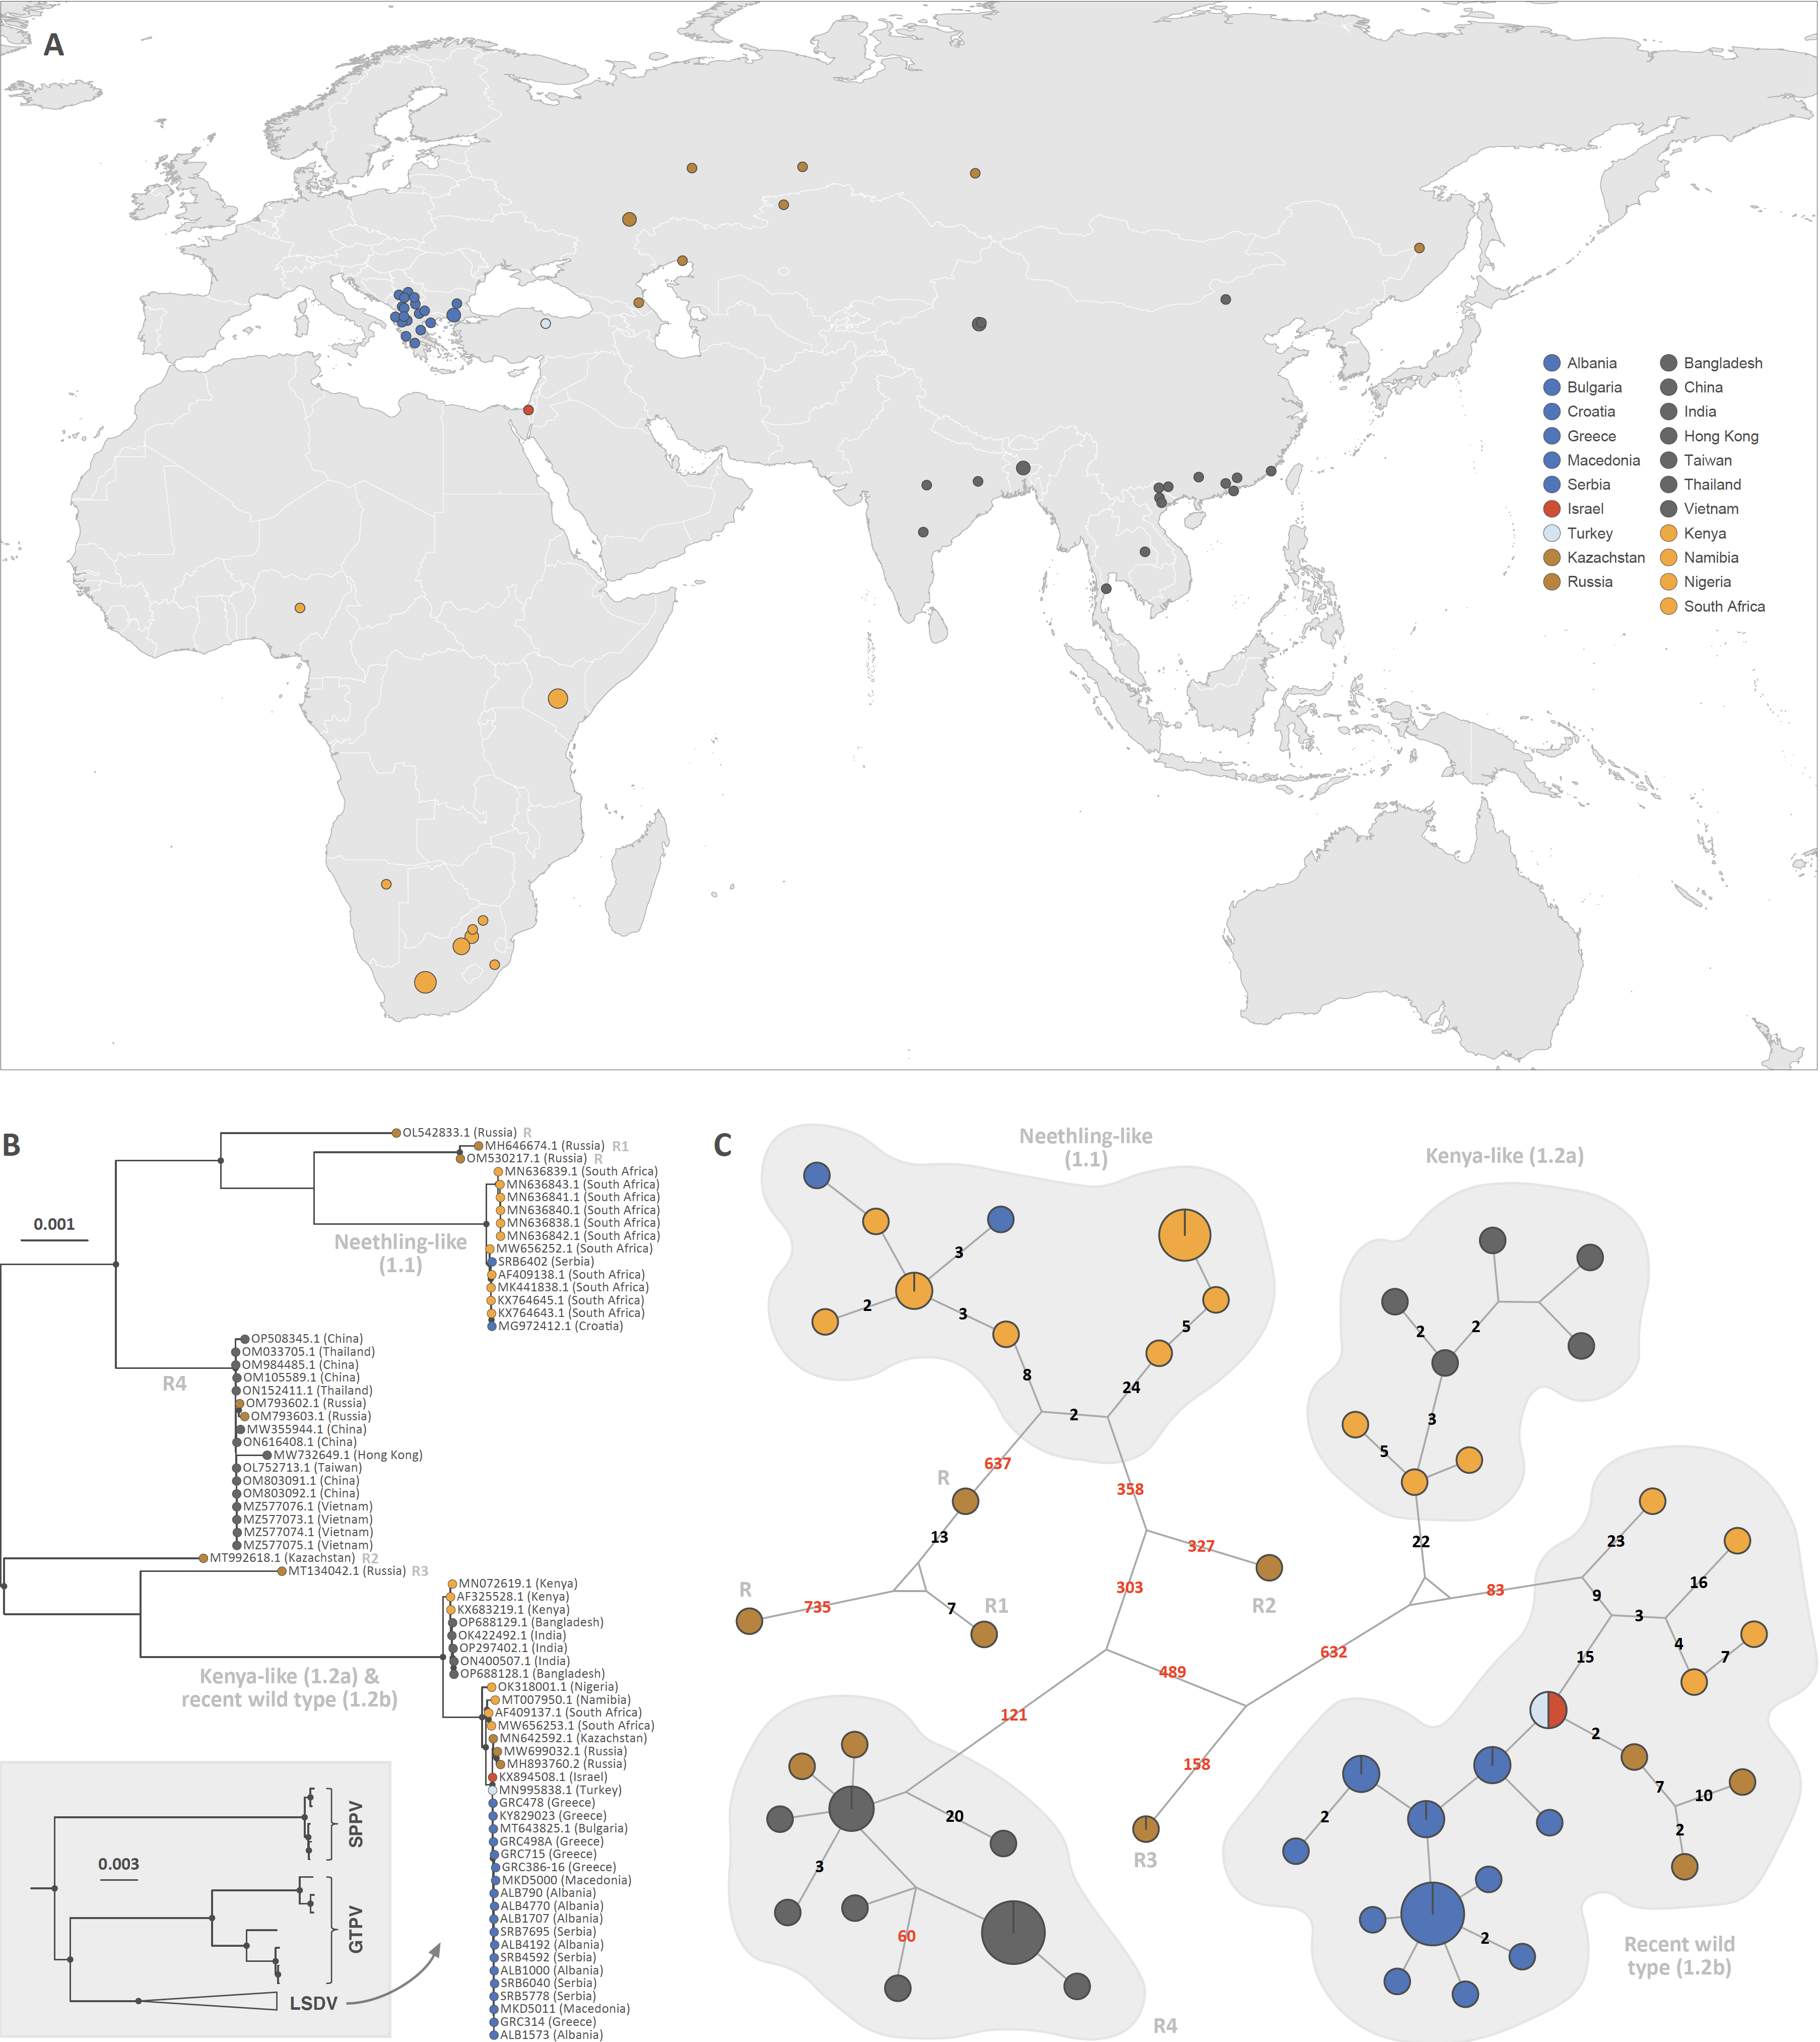 A
Albania
Bulgaria
Croatia
Greece
Macedonia
Serbia
Israel
Turkey
Kazachstan
Russia
Bangladesh
China
India
Hong Kong
Taiwan
Thailand
Vietnam
Kenya
Namibia
Nigeria
South Africa
B
OL542833.1 (Russia) R
MH646674.1 (Russia) R1
OM530217.1 (Russia) R
MN636839.1 (South Africa)
MN636843.1 (South Africa)
MN636841.1 (South Africa)
MN636840.1 (South Africa)
MN636838.1 (South Africa)
MN636842.1 (South Africa)
MW656252.1 (South Africa)
SRB6402 (Serbia)
AF409138.1 (South Africa)
MK441838.1 (South Africa)
KX764645.1 (South Africa)
KX764643.1 (South Africa)
MG972412.1 (Croatia)
0.001
Neethling-like
(1.1)
OP508345.1 (China)
OM033705.1 (Thailand)
OM984485.1 (China)
OM105589.1 (China)
ON152411.1 (Thailand)
OM793602.1 (Russia)
OM793603.1 (Russia)
MW355944.1 (China)
ON616408.1 (China)
MW732649.1 (Hong Kong)
OL752713.1 (Taiwan)
OM803091.1 (China)
OM803092.1 (China)
MZ577076.1 (Vietnam)
MZ577073.1 (Vietnam)
MZ577074.1 (Vietnam)
MZ577075.1 (Vietnam)
R4
MT992618.1 (Kazachstan) R2
MT134042.1 (Russia) R3
MN072619.1 (Kenya)
AF325528.1 (Kenya)
KX683219.1 (Kenya)
OP688129.1 (Bangladesh)
OK422492.1 (India)
OP297402.1 (India)
ON400507.1 (India)
OP688128.1 (Bangladesh)
Kenya-like (1.2a) &
recent wild type (1.2b)
OK318001.1 (Nigeria)
MT007950.1 (Namibia)
AF409137.1 (South Africa)
MW656253.1 (South Africa)
MN642592.1 (Kazachstan)
MW699032.1 (Russia)
MH893760.2 (Russia)
KX894508.1 (Israel)
MN995838.1 (Turkey)
GRC478 (Greece)
KY829023 (Greece)
MT643825.1 (Bulgaria)
GRC498A (Greece)
GRC715 (Greece)
GRC386-16 (Greece)
MKD5000 (Macedonia)
ALB790 (Albania)
ALB4770 (Albania)
ALB1707 (Albania)
SRB7695 (Serbia)
ALB4192 (Albania)
SRB4592 (Serbia)
ALB1000 (Albania)
SRB6040 (Serbia)
SRB5778 (Serbia)
MKD5011 (Macedonia)
GRC314 (Greece)
ALB1573 (Albania)
SPPV
0.003
GTPV
LSDV
C
Neethling-like
(1.1)
3
2
3
5
8
24
2
637
358
R
13
327
R2
303
R
735
7
R1
Kenya-like (1.2a)
2
2
3
5
22
83
23
9
16
3
4
7
15
632
489
121
158
R3
2
7
10
2
2
2
Recent wild
type (1.2b)
20
3
60
R4